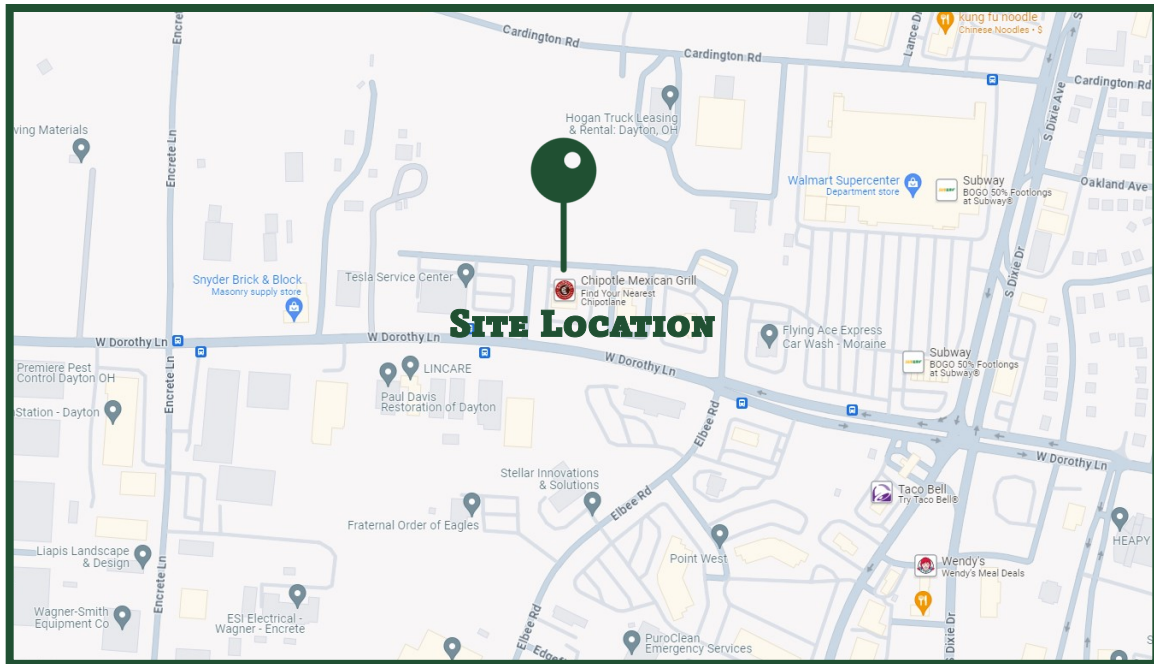 Encrete Ln
Cardington Rd
Cardington Rd
Lance Dr
kung fu noodle
Chinese Noodles • $
Cardington Rd
S Dixie Ave
Hogan Truck Leasing
& Rental: Dayton, OH
ving Materials
Encrete Ln
Walmart Supercenter
Department store
Subway
BOGO 50% Footlongs
at Subway®
Oakland Ave
Tesla Service Center
Chipotle Mexican Grill
Find Your Nearest
Chipotlane
Snyder Brick & Block
Masonry supply store
S Dixie Dr
SITE LOCATION
W Dorothy Ln
W Dorothy Ln
W Dorothy Ln
Flying Ace Express
Car Wash - Moraine
Subway
BOGO 50% Footlongs
at Subway®
Premiere Pest
Control Dayton OH
LINCARE
Paul Davis
Restoration of Dayton
Encrete Ln
Station - Dayton
Elbee Rd
W Dorothy Ln
Stellar Innovations
& Solutions
Elbee Rd
Taco Bell
Try Taco Bell®
Fraternal Order of Eagles
HEAPY
Liapis Landscape
& Design
Point West
Wendy's
Wendy's Meal Deals
Encrete Ln
Wagner-Smith
Equipment Co
ESI Electrical -
Wagner - Encrete
Elbee Rd
PuroClean
Emergency Services
S Dixie Dr